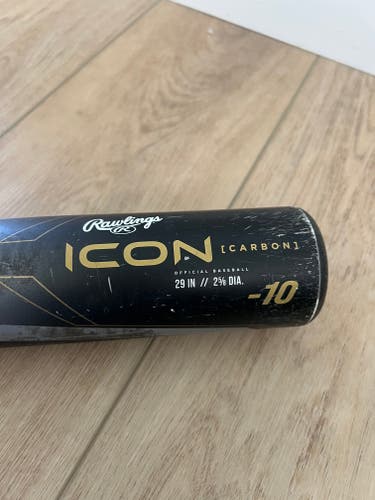 Rawlings
R
ICON [CARBON]
OFFICIAL BASEBALL
29 IN // 2⅝ DIA.
-10